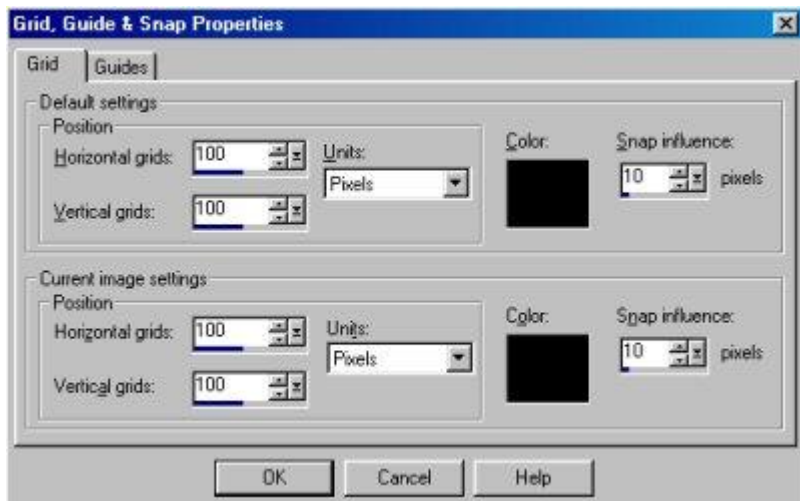 Grid, Guide & Snap Properties
Grid
Guides
Default settings
Position
Horizontal grids: 100
Units:
Pixels
Vertical grids: 100
Color:
Snap influence:
10 pixels
Current image settings
Position
Horizontal grids: 100
Units:
Pixels
Vertical grids: 100
Color:
Snap influence:
10 pixels
OK
Cancel
Help